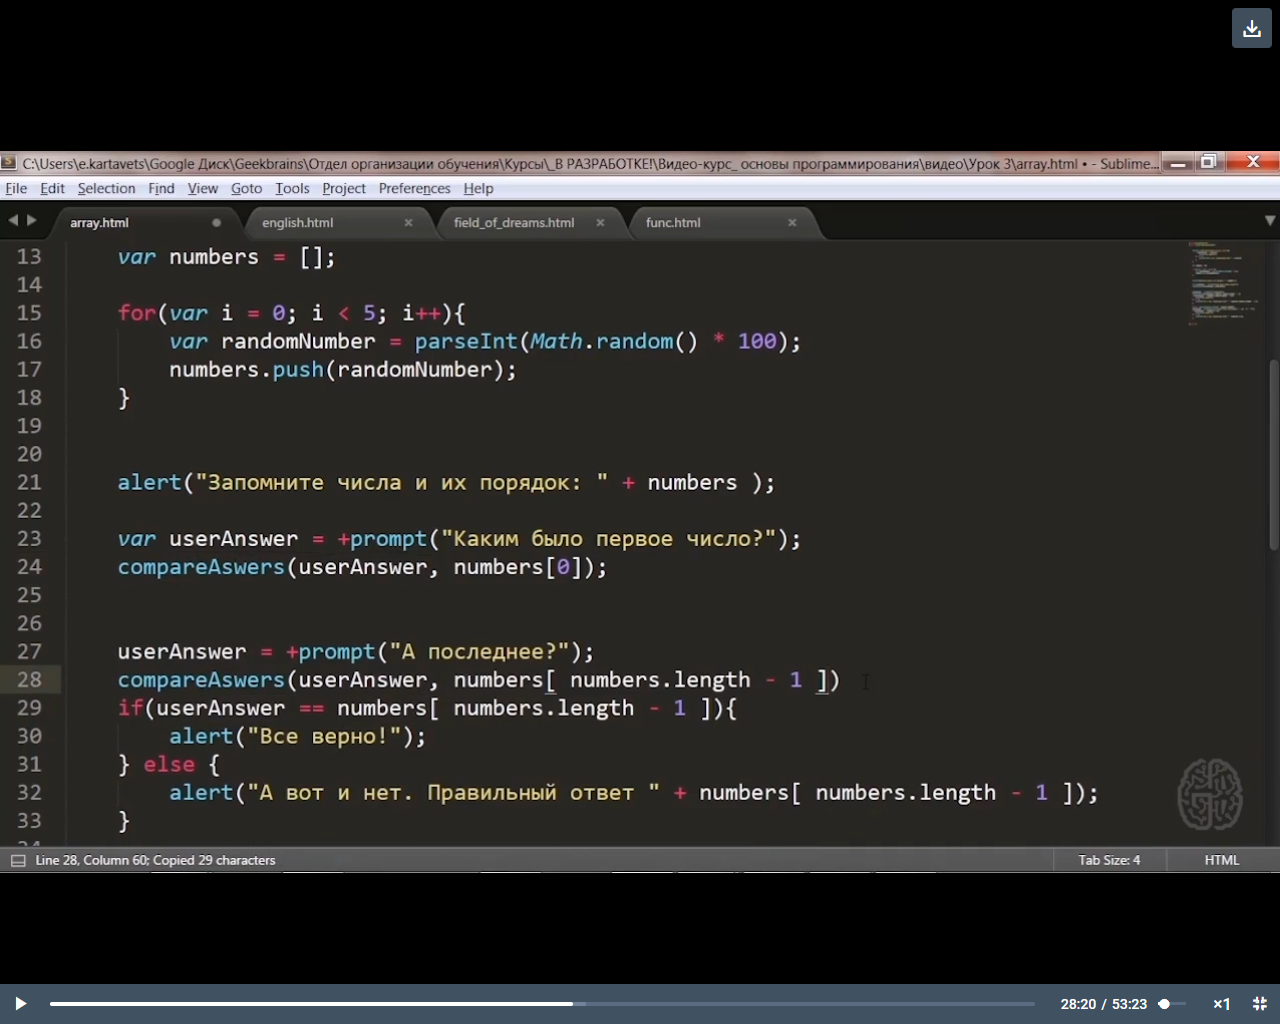 C:\Users\e.kartavets\Google Диск\Geekbrains\Отдел организации обучения\Курсы\_В РАЗРАБОТКЕ!\Видео-курс_ основы программирования\видео\Урок 3\array.html • - Sublime...
File Edit Selection Find View Goto Tools Project Preferences Help
array.html english.html × field_of_dreams.html × func.html ×
13 var numbers = [];
14
15 for(var i = 0; i < 5; i++){
16 var randomNumber = parseInt(Math.random() * 100);
17 numbers.push(randomNumber);
18 }
19
20
21 alert("Запомните числа и их порядок: " + numbers );
22
23 var userAnswer = +prompt("Каким было первое число?");
24 compareAswers(userAnswer, numbers[0]);
25
26
27 userAnswer = +prompt("А последнее?");
28 compareAswers(userAnswer, numbers[ numbers.length - 1 ])
29 if(userAnswer == numbers[ numbers.length - 1 ]){
30 alert("Все верно!");
31 } else {
32 alert("А вот и нет. Правильный ответ " + numbers[ numbers.length - 1 ]);
33 }
Line 28, Column 60; Copied 29 characters Tab Size: 4 HTML
28:20 / 53:23 ×1